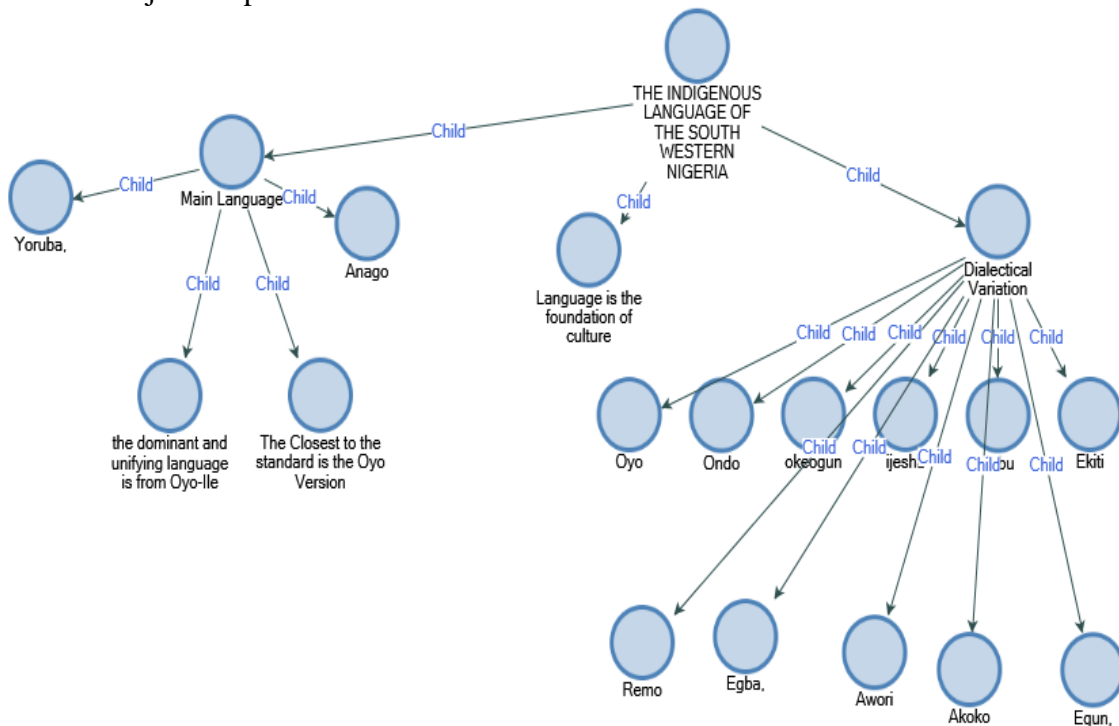 THE INDIGENOUS
LANGUAGE OF
THE SOUTH
WESTERN
NIGERIA
Child
Child
Child
Main Language
Child
Child
Yoruba,
Anago
Child
Child
the dominant and
unifying language
is from Oyo-Ile
The Closest to the
standard is the Oyo
Version
Language is the
foundation of
culture
Dialectical
Variation
Child
Child
Child
Child
Child
Child
Oyo
Ondo
okeogun
Ekiti
Child
Child
Child
Child
Child
Remo
Egba,
Awori
Akoko
Egun,